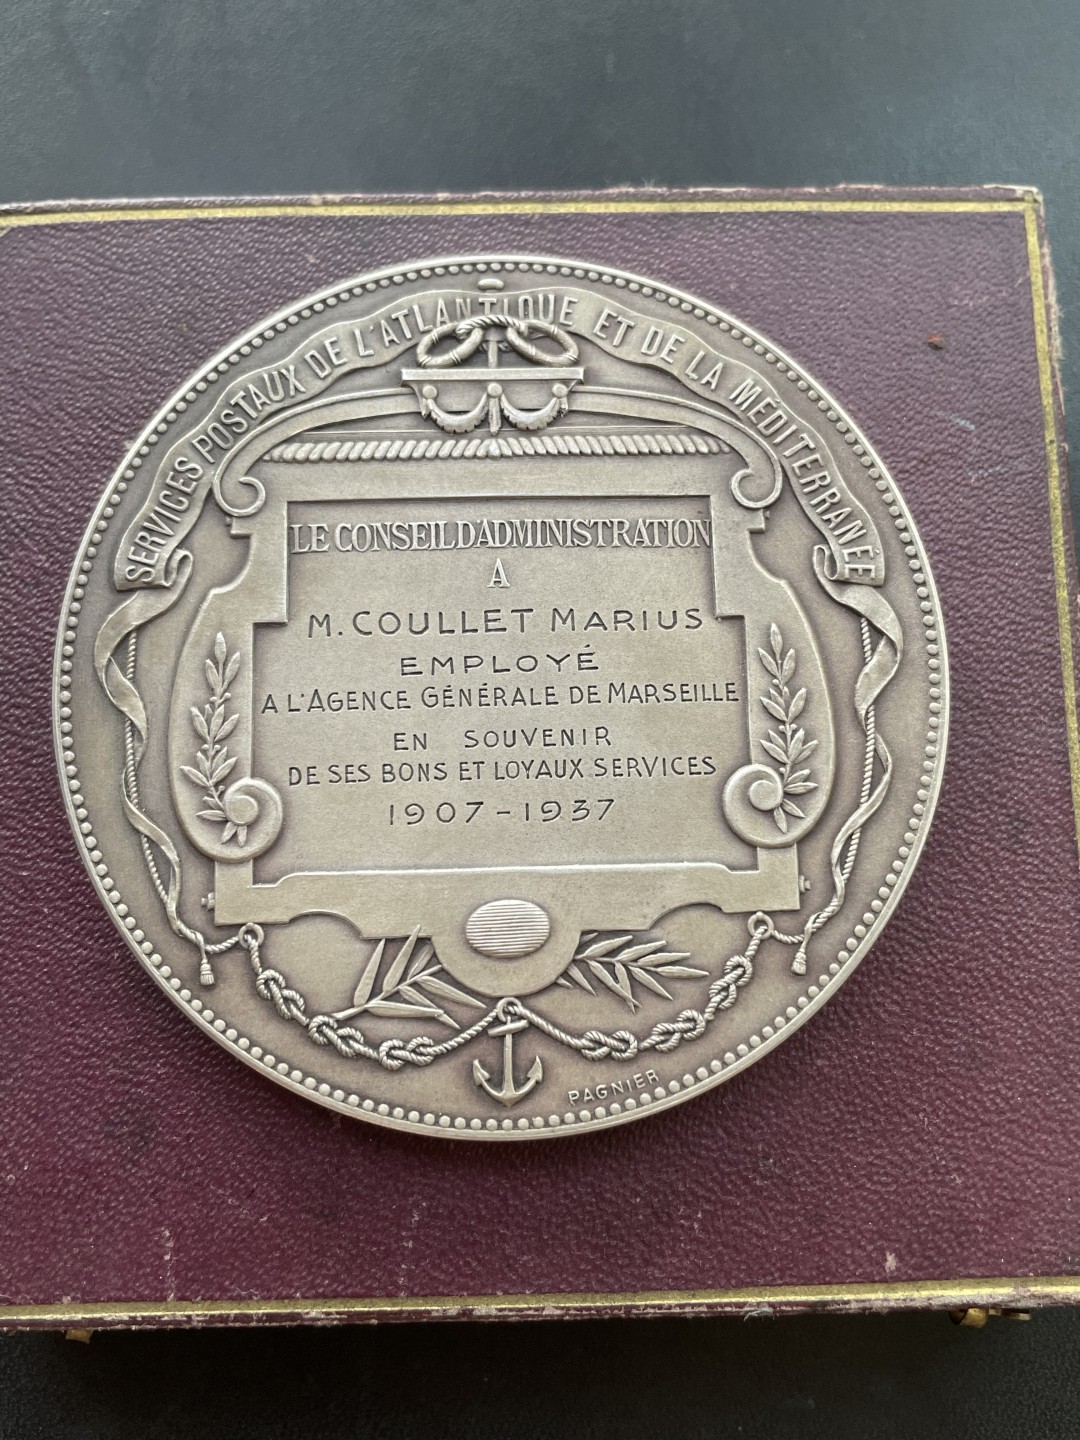 SERVICES POSTAUX DE L'ATLANTIQUE ET DE LA MÉDITERRANÉE
LE CONSEIL D'ADMINISTRATION
A
M. COULLET MARIUS
EMPLOYÉ
A L'AGENCE GÉNÉRALE DE MARSEILLE
EN SOUVENIR
DE SES BONS ET LOYAUX SERVICES
1907-1937
PAGNIER